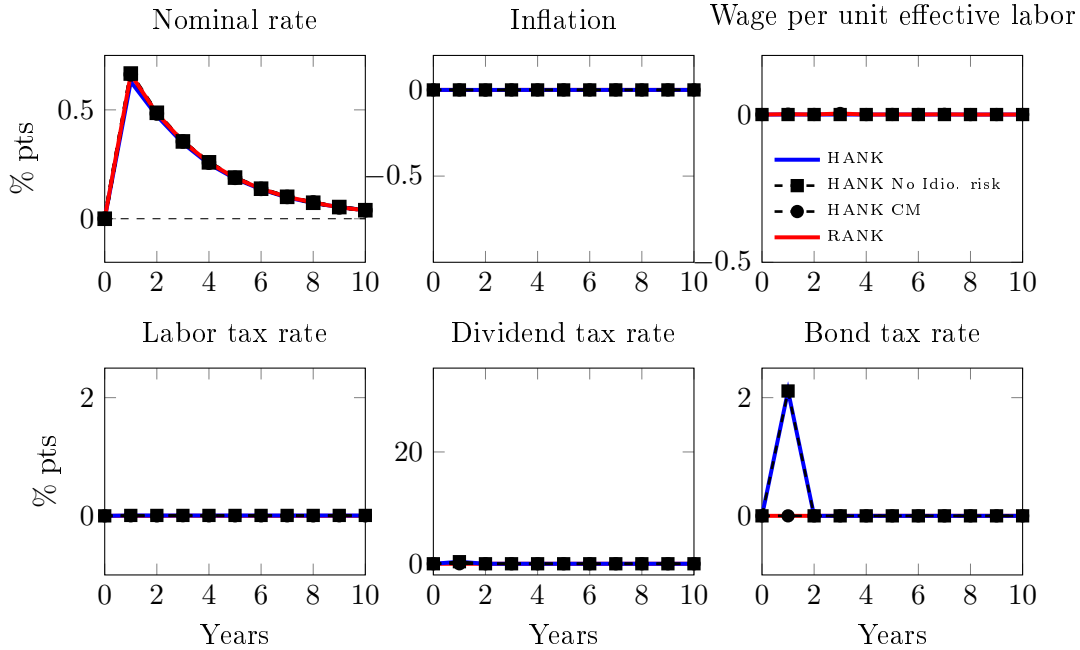 Nominal rate
Inflation
Wage per unit effective labor
% pts
0.5
0
0 2 4 6 8 10
0
−0.5
0 2 4 6 8 10
0
−0.5
HANK
HANK No Idio. risk
HANK CM
RANK
0 2 4 6 8 10
Labor tax rate
Dividend tax rate
Bond tax rate
% pts
2
0
0 2 4 6 8 10
Years
20
0
0 2 4 6 8 10
Years
2
0
0 2 4 6 8 10
Years